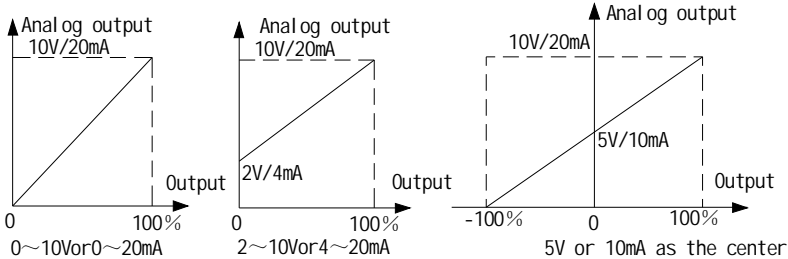 Analog output
10V/20mA
Output
0
100%
0～10Vor0～20mA
Analog output
10V/20mA
2V/4mA
Output
0
100%
2～10Vor4～20mA
Analog output
10V/20mA
5V/10mA
Output
-100%
0
100%
5V or 10mA as the center